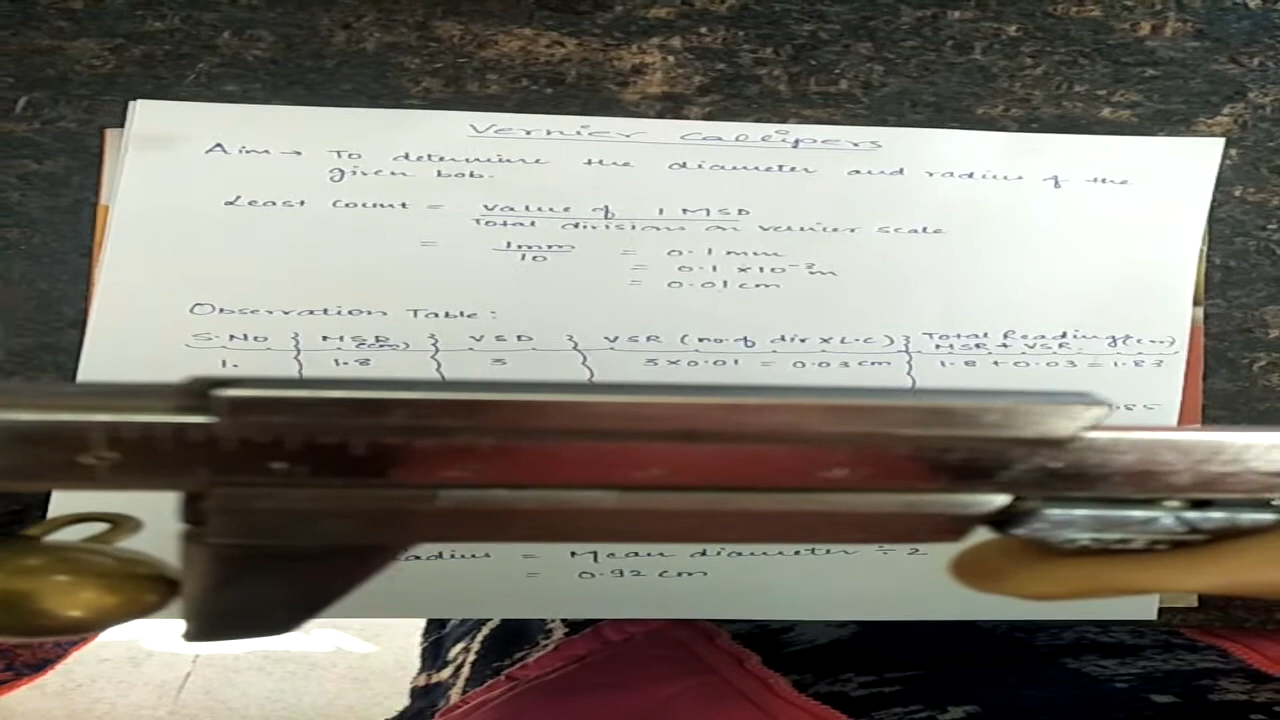 Vernier Callipers
Aim → To determine the diameter and radius of the
given bob.
Least Count = Value of 1 MSD
Total divisions on vernier scale
= 1mm
10
= 0.1 mm
= 0.1 × 10⁻³m
= 0.01 cm
Observation Table:
S.No MSR (cm) VSD VSR (no. of div × L.C) Total Reading (cm)
MSR + VSR
1. 1.8 3 3 × 0.01 = 0.03 cm 1.8 + 0.03 = 1.83
= Mean diameter ÷ 2
= 0.92 cm